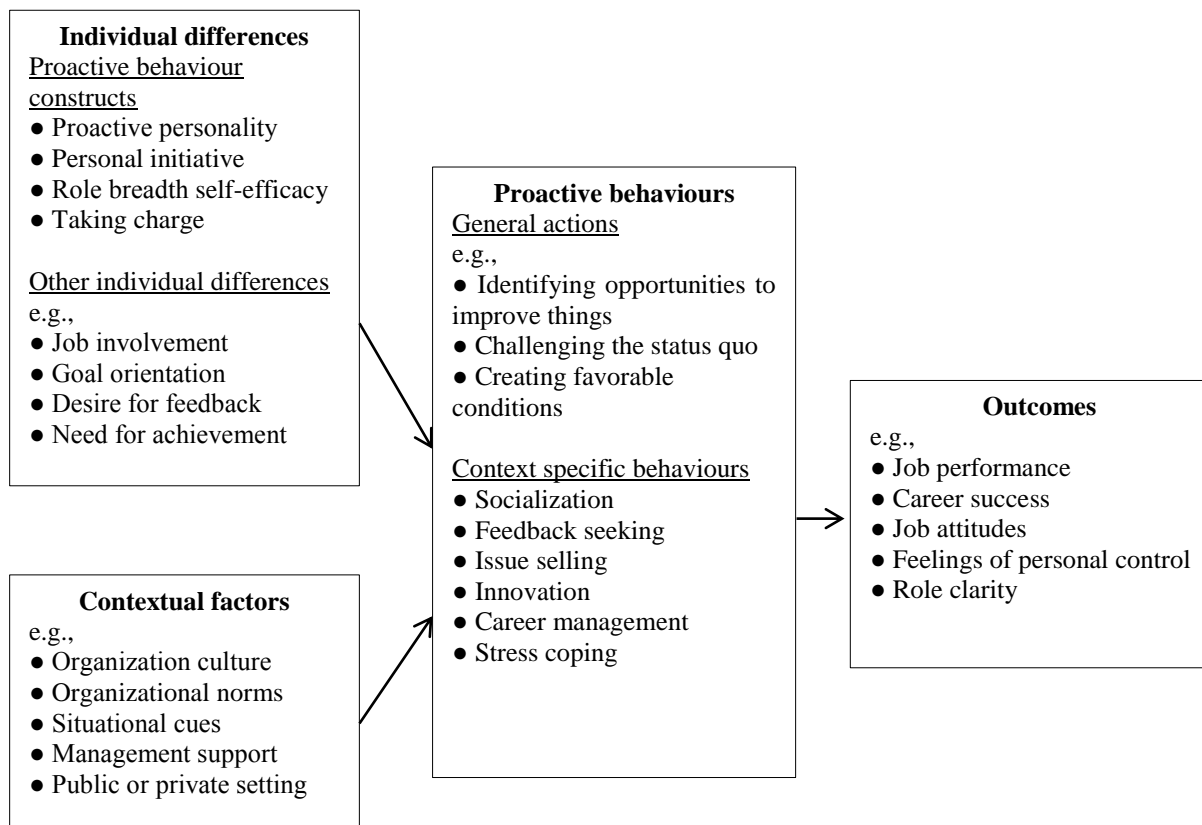 Individual differences
Proactive behaviour
constructs
● Proactive personality
● Personal initiative
● Role breadth self-efficacy
● Taking charge
Other individual differences
e.g.,
● Job involvement
● Goal orientation
● Desire for feedback
● Need for achievement
Contextual factors
e.g.,
● Organization culture
● Organizational norms
● Situational cues
● Management support
● Public or private setting
Proactive behaviours
General actions
e.g.,
● Identifying opportunities to
improve things
● Challenging the status quo
● Creating favorable
conditions
Context specific behaviours
● Socialization
● Feedback seeking
● Issue selling
● Innovation
● Career management
● Stress coping
Outcomes
e.g.,
● Job performance
● Career success
● Job attitudes
● Feelings of personal control
● Role clarity